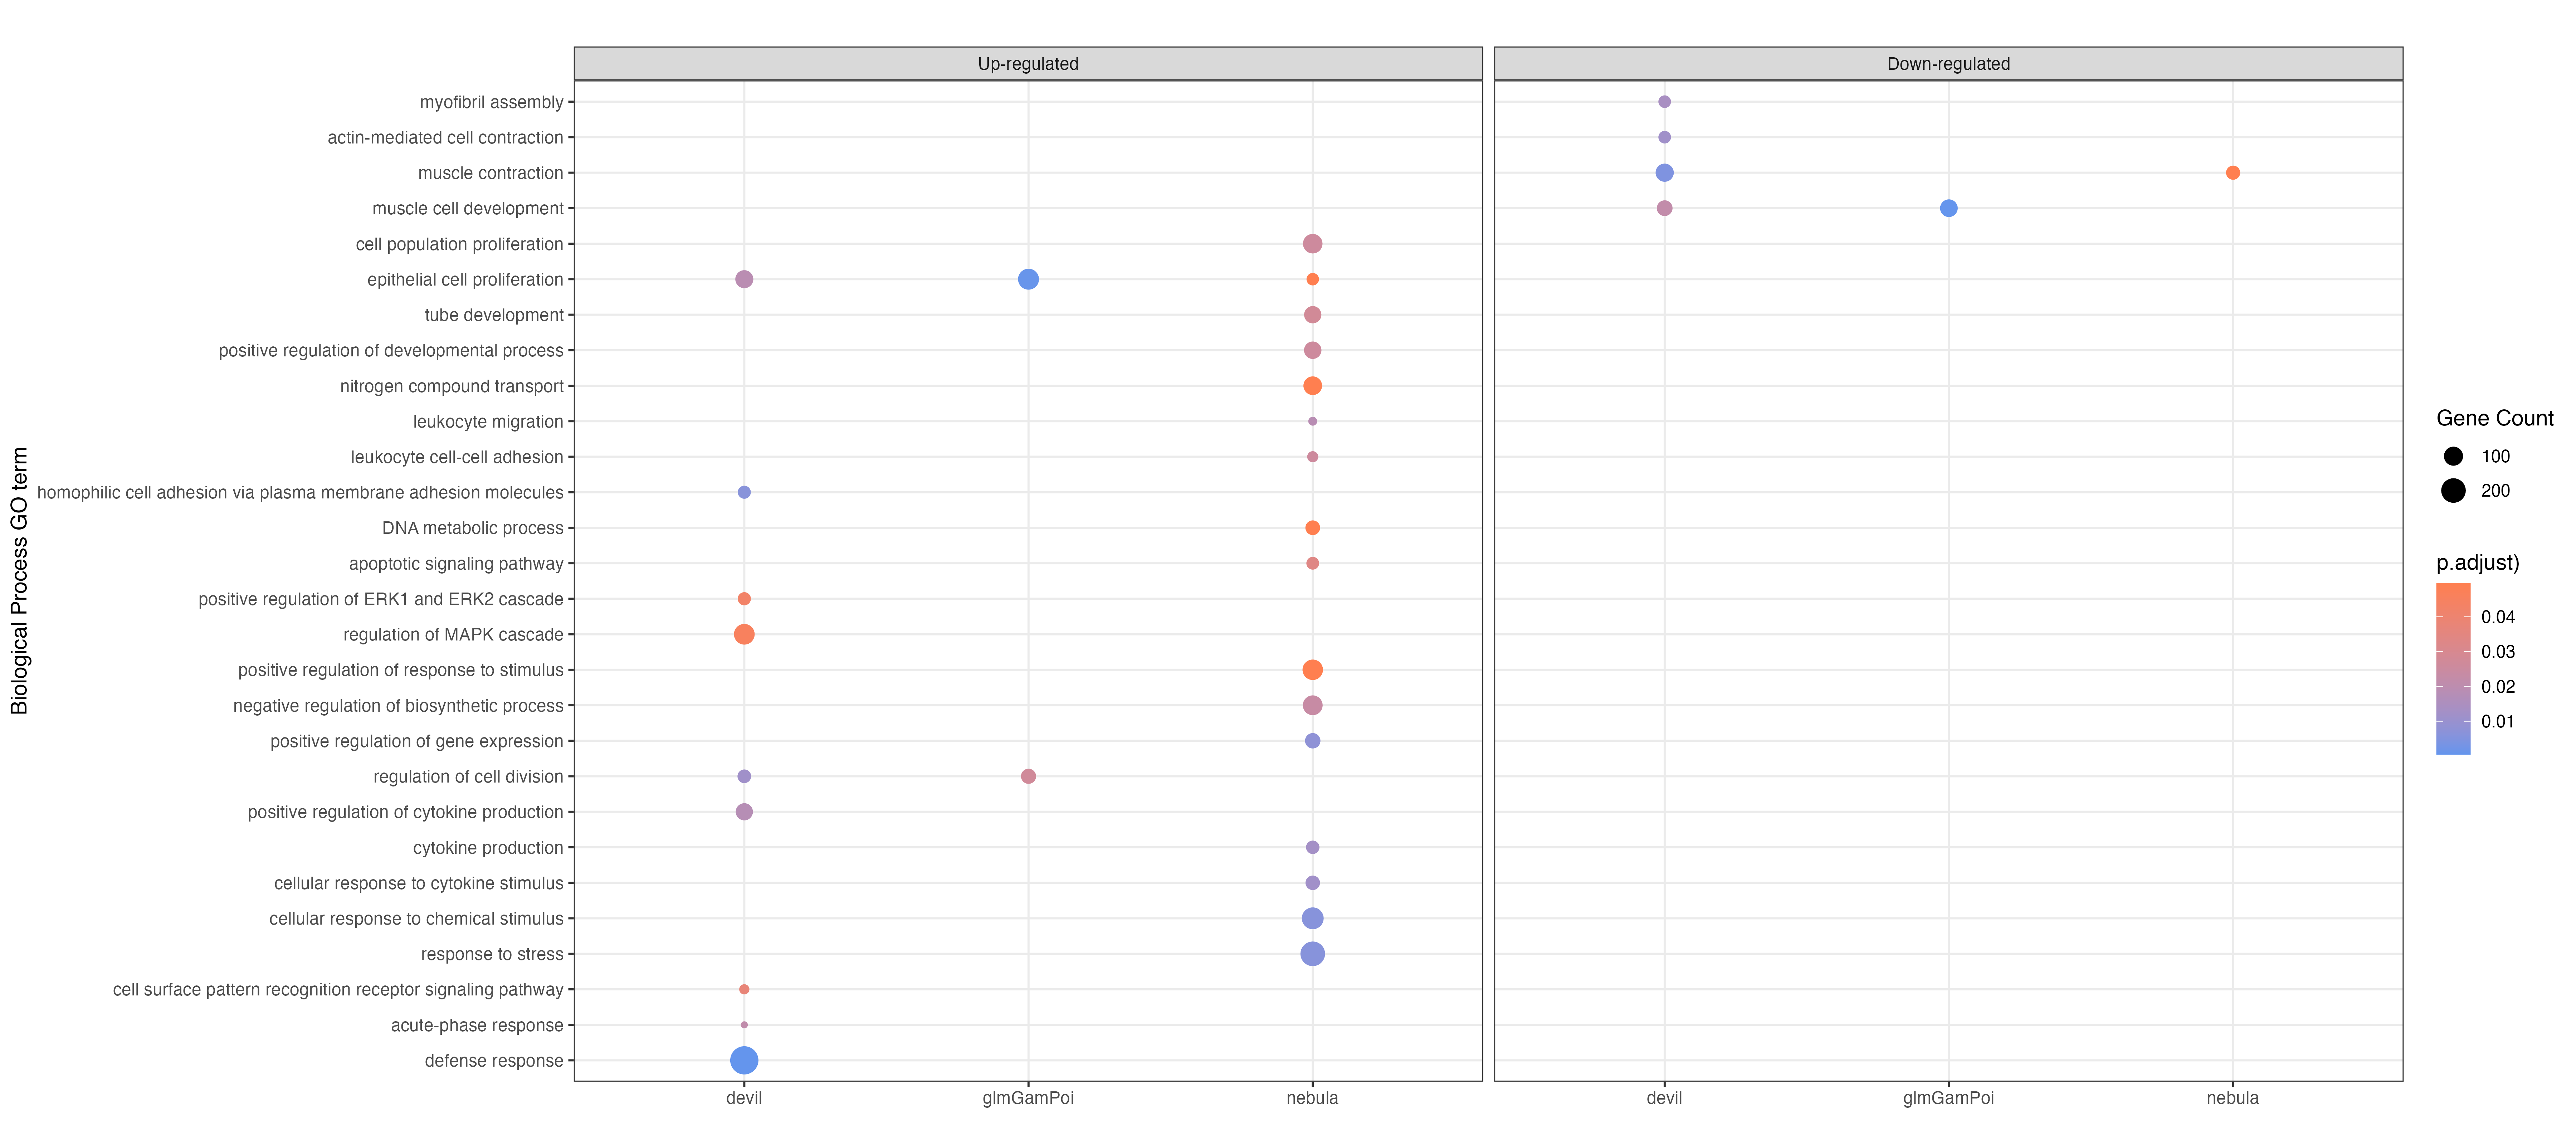 Up-regulated
Down-regulated
Biological Process GO term
myofibril assembly
actin-mediated cell contraction
muscle contraction
muscle cell development
cell population proliferation
epithelial cell proliferation
tube development
positive regulation of developmental process
nitrogen compound transport
leukocyte migration
leukocyte cell-cell adhesion
homophilic cell adhesion via plasma membrane adhesion molecules
DNA metabolic process
apoptotic signaling pathway
positive regulation of ERK1 and ERK2 cascade
regulation of MAPK cascade
positive regulation of response to stimulus
negative regulation of biosynthetic process
positive regulation of gene expression
regulation of cell division
positive regulation of cytokine production
cytokine production
cellular response to cytokine stimulus
cellular response to chemical stimulus
response to stress
cell surface pattern recognition receptor signaling pathway
acute-phase response
defense response
devil
glmGamPoi
nebula
devil
glmGamPoi
nebula
Gene Count
100
200
p.adjust)
0.04
0.03
0.02
0.01